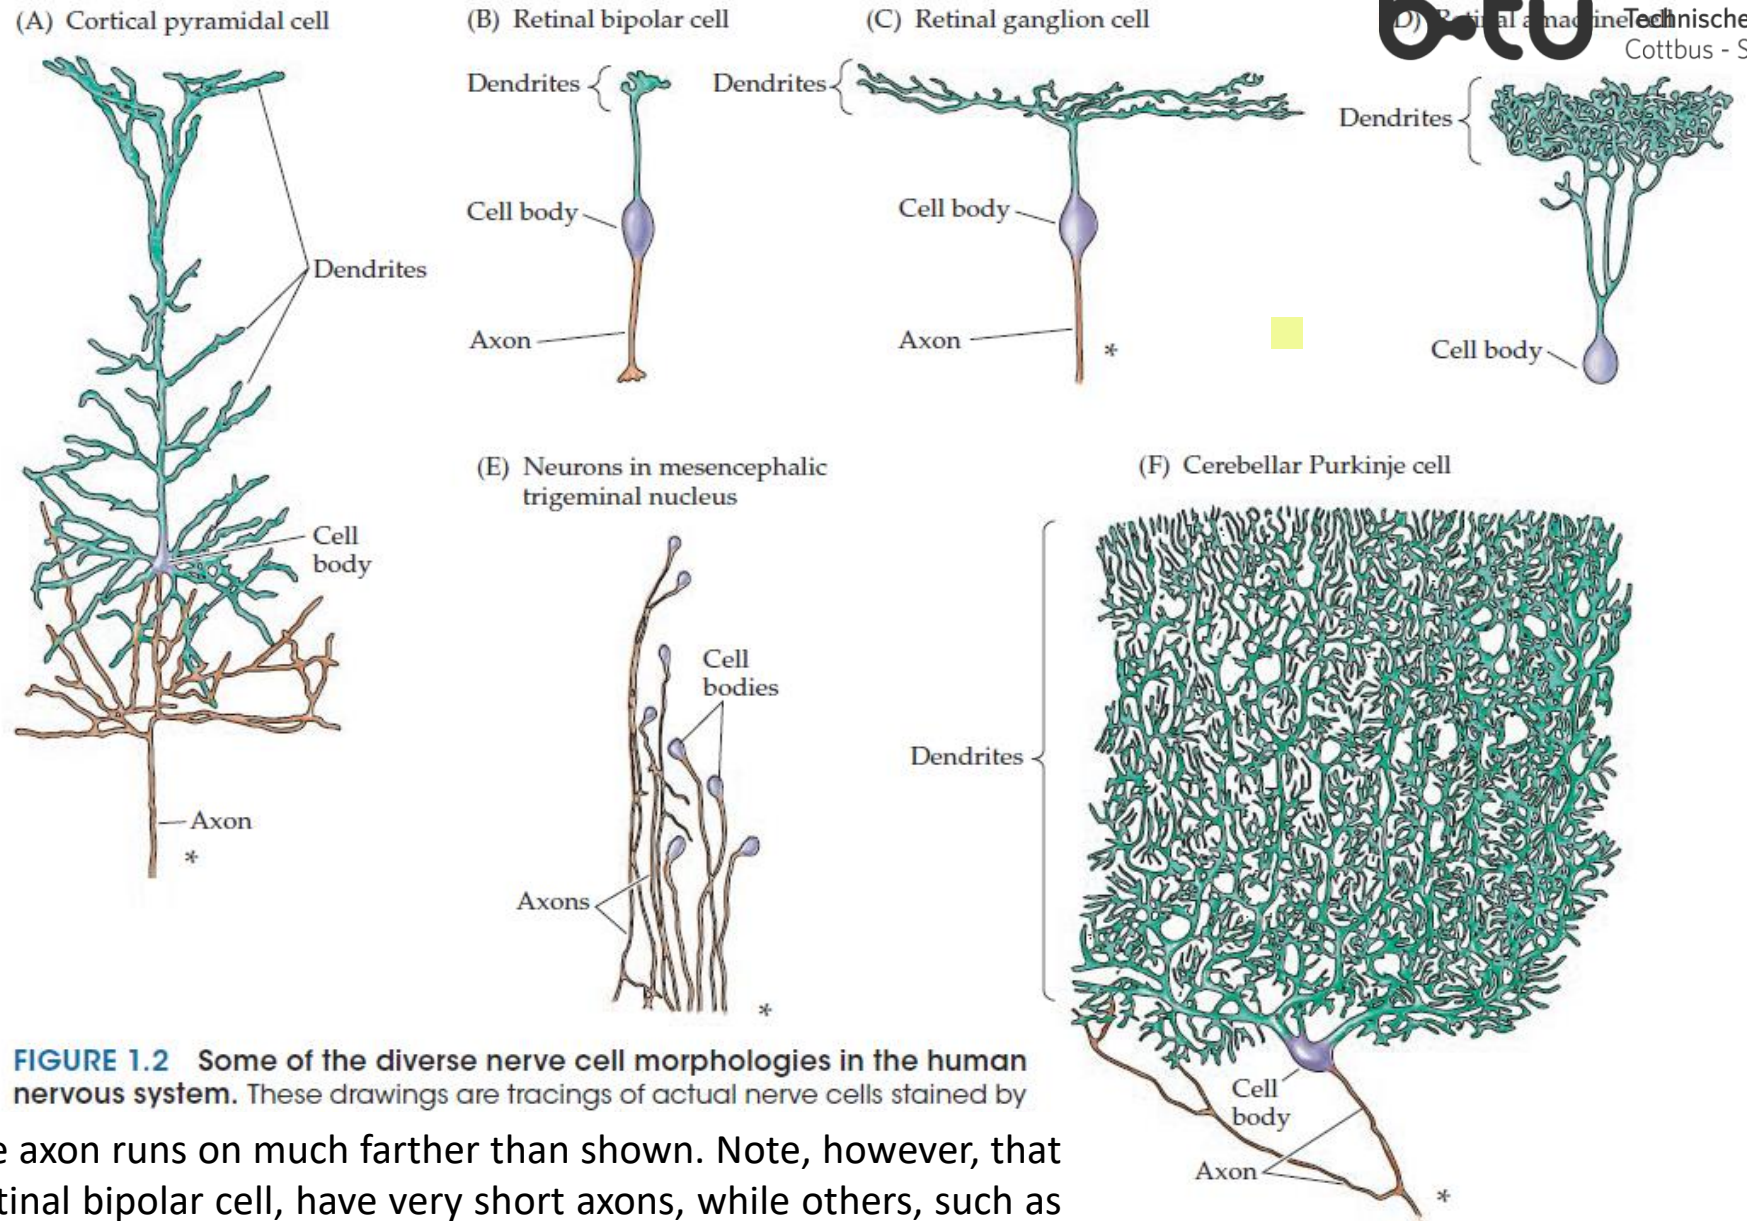 (A) Cortical pyramidal cell
(B) Retinal bipolar cell
(C) Retinal ganglion cell
D) Retinal amacrine cell
btu
Technische
Cottbus - S
Dendrites
Dendrites
Dendrites
Dendrites
Cell body
Cell body
Axon
Axon
*
Cell body
Cell
body
Axon
*
(E) Neurons in mesencephalic
trigeminal nucleus
Cell
bodies
Axons
*
(F) Cerebellar Purkinje cell
Dendrites
Cell
body
Axon
*
FIGURE 1.2 Some of the diverse nerve cell morphologies in the human
nervous system. These drawings are tracings of actual nerve cells stained by
e axon runs on much farther than shown. Note, however, that
tinal bipolar cell, have very short axons, while others, such as